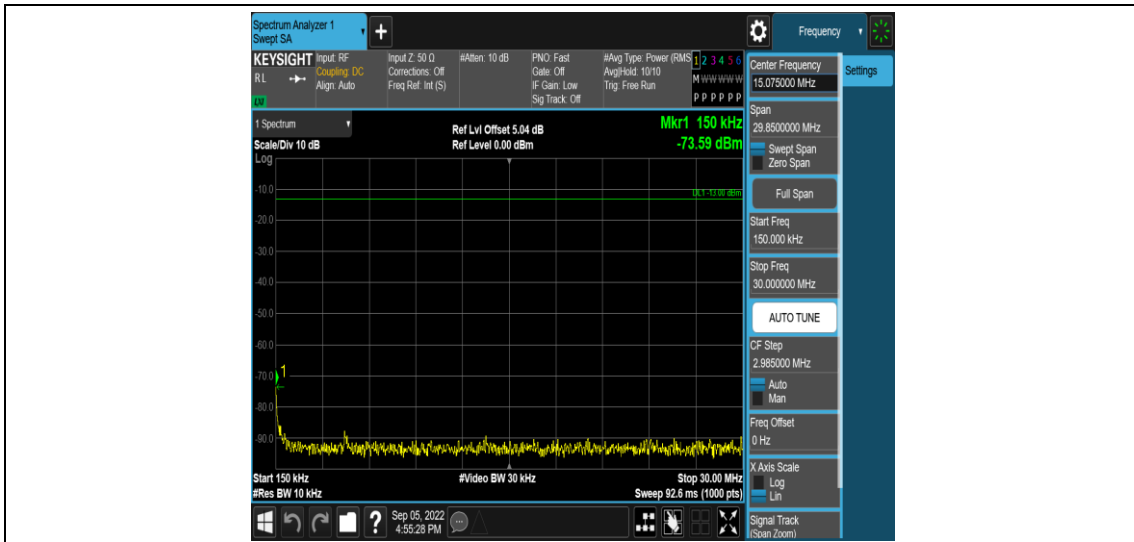 Spectrum Analyzer 1
Swept SA
Frequency
KEYSIGHT
RL
LXI
Input: RF
Coupling: DC
Align: Auto
Input Z: 50 Ω
Corrections: Off
Freq Ref: Int (S)
#Atten: 10 dB
PNO: Fast
Gate: Off
IF Gain: Low
Sig Track: Off
#Avg Type: Power (RMS
Avg|Hold: 10/10
Trig: Free Run
1 2 3 4 5 6
M W W W W W
P P P P P P
1 Spectrum
Scale/Div 10 dB
Log
Ref Lvl Offset 5.04 dB
Ref Level 0.00 dBm
Mkr1 150 kHz
-73.59 dBm
DL1 -13.00 dBm
-10.0
-20.0
-30.0
-40.0
-50.0
-60.0
-70.0
1
-80.0
-90.0
Start 150 kHz
#Video BW 30 kHz
Stop 30.00 MHz
#Res BW 10 kHz
Sweep 92.6 ms (1000 pts)
Sep 05, 2022
4:55:28 PM
Center Frequency
15.075000 MHz
Settings
Span
29.8500000 MHz
Swept Span
Zero Span
Full Span
Start Freq
150.000 kHz
Stop Freq
30.000000 MHz
AUTO TUNE
CF Step
2.985000 MHz
Auto
Man
Freq Offset
0 Hz
X Axis Scale
Log
Lin
Signal Track
(Span Zoom)